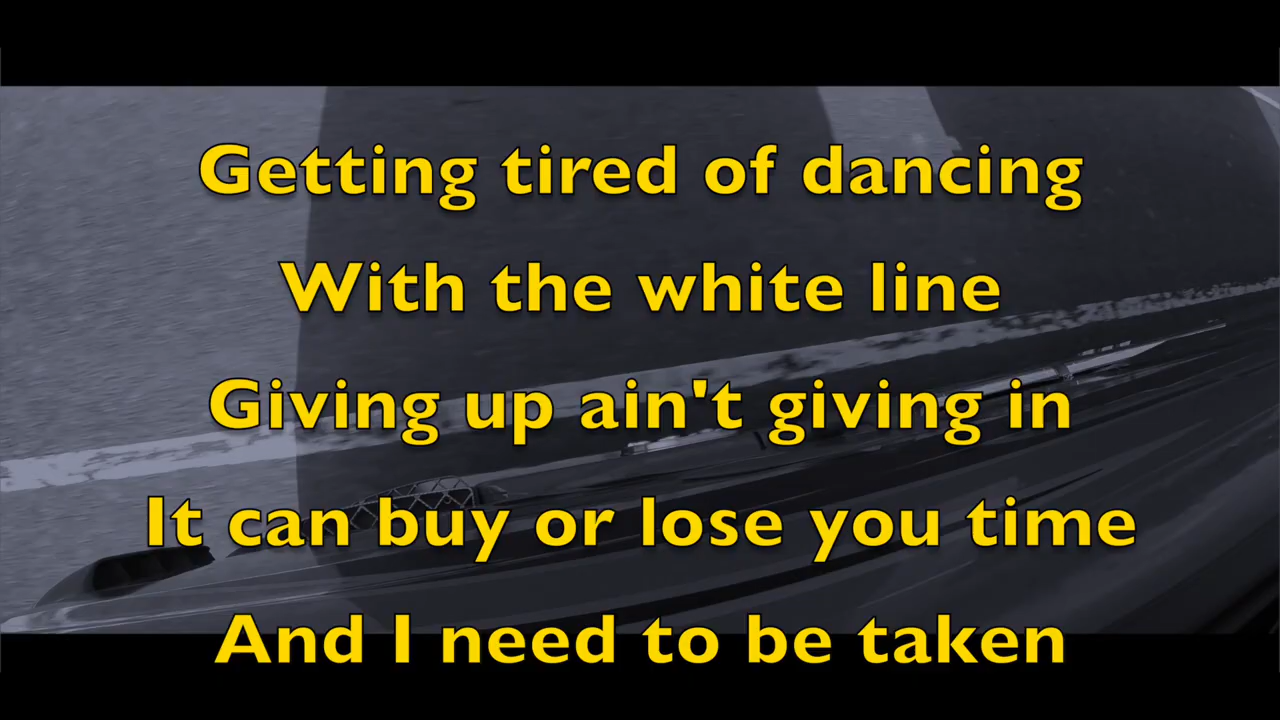 Getting tired of dancing
With the white line
Giving up ain't giving in
It can buy or lose you time
And I need to be taken